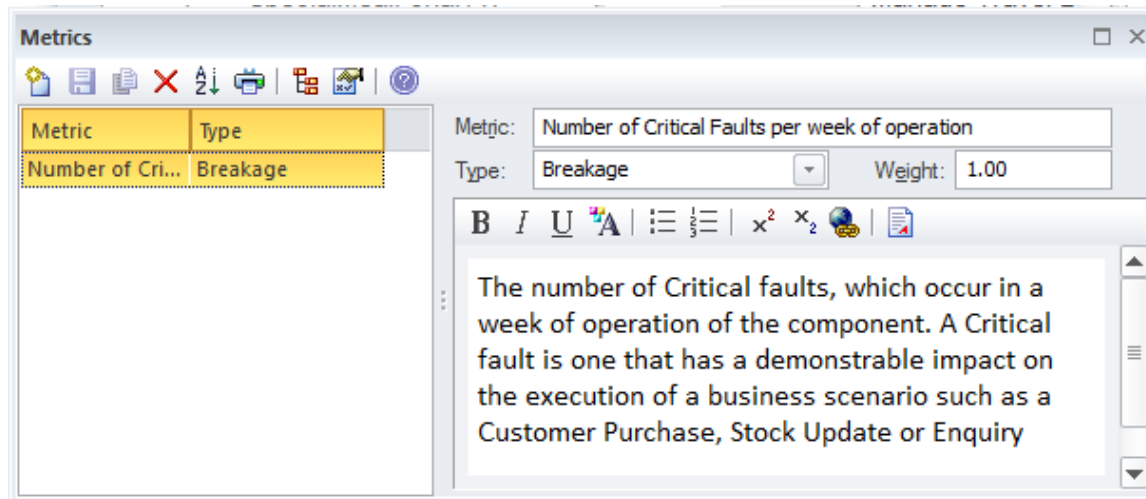 Metrics
Metric Type
Number of Cri... Breakage
Metric: Number of Critical Faults per week of operation
Type: Breakage Weight: 1.00
B I U A x² x₂
The number of Critical faults, which occur in a
week of operation of the component. A Critical
fault is one that has a demonstrable impact on
the execution of a business scenario such as a
Customer Purchase, Stock Update or Enquiry